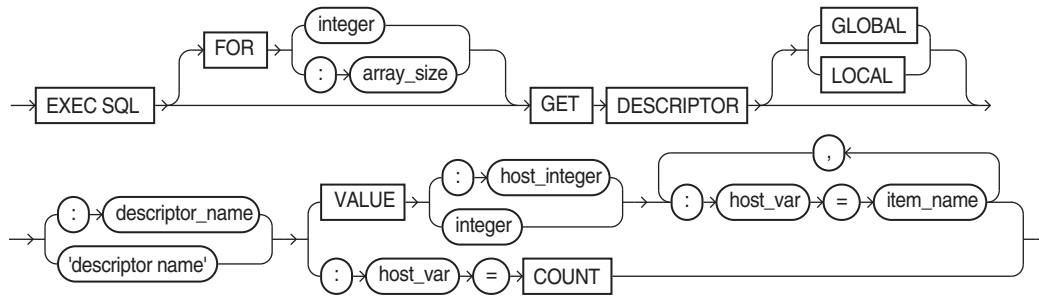 integer
GLOBAL
FOR
: array_size
LOCAL
EXEC SQL
GET DESCRIPTOR
,
: descriptor_name
VALUE
: host_integer
: host_var = item_name
'descriptor name'
integer
: host_var = COUNT